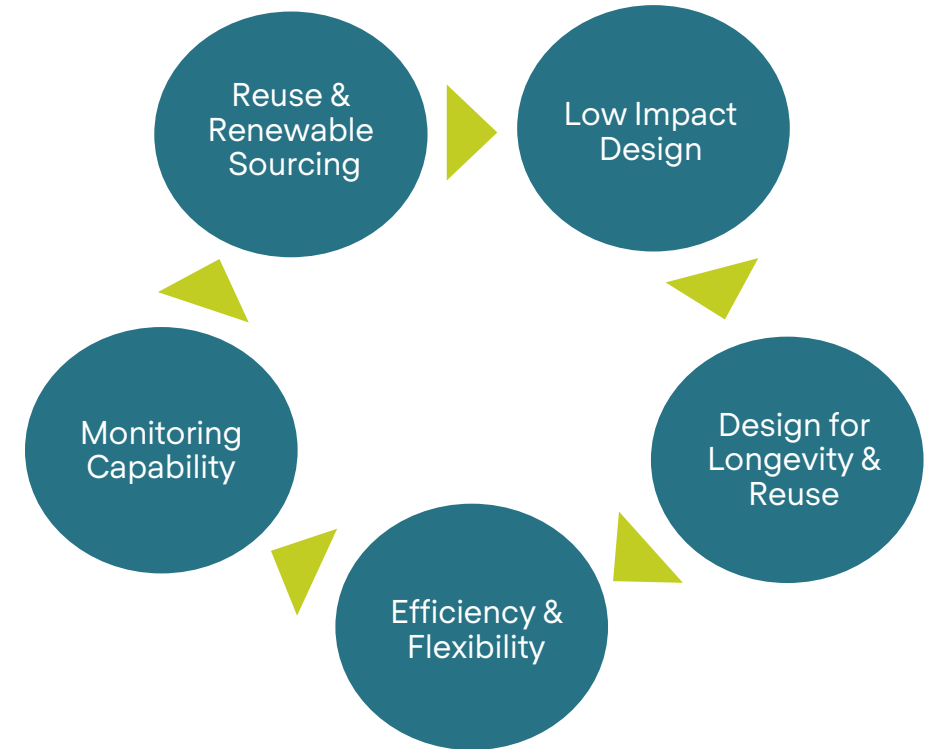 Reuse &
Renewable
Sourcing
Low Impact
Design
Design for
Longevity &
Reuse
Efficiency &
Flexibility
Monitoring
Capability